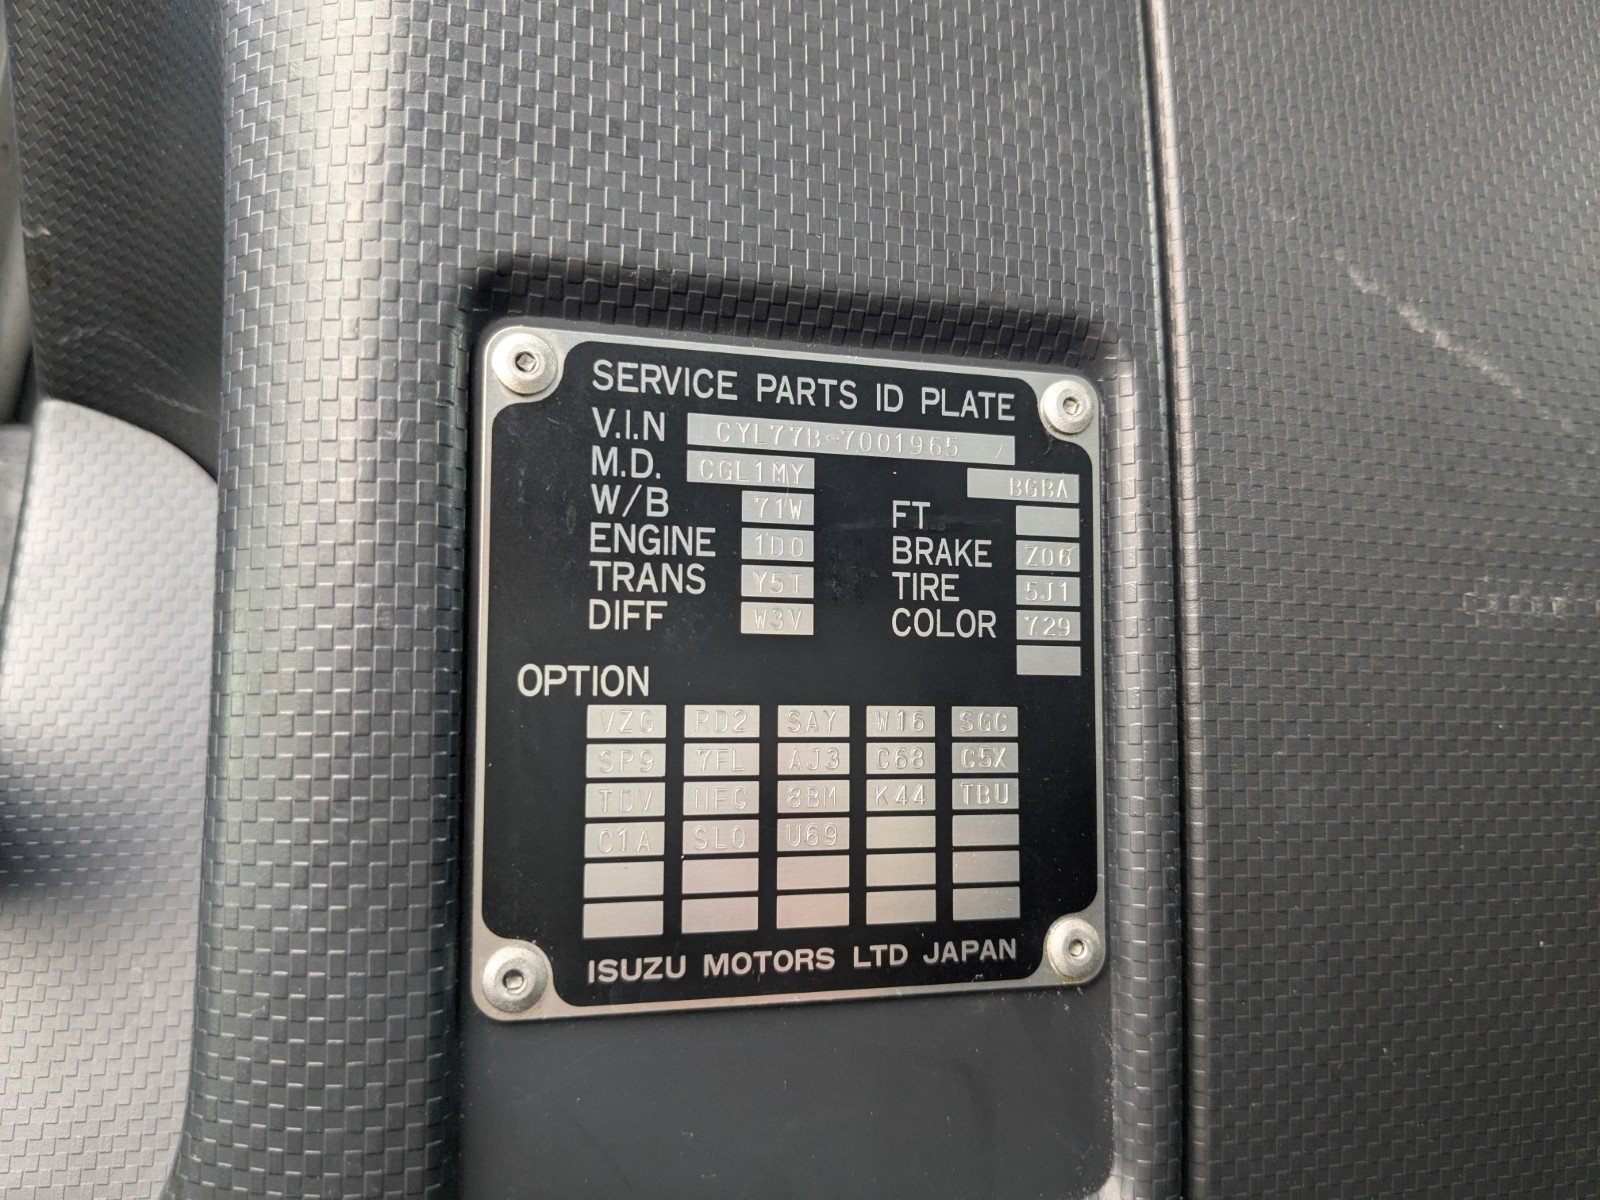 SERVICE PARTS ID PLATE
V.I.N CYL77B-7001965 /
M.D. CGL1MY BGBA
W/B 71W FT
ENGINE 1D0 BRAKE Z06
TRANS Y5T TIRE 5J1
DIFF W3V COLOR 729
OPTION
VZG RD2 SAY W16 SGC
SP9 7FL AJ3 C68 C5X
TDV NFC 8BM K44 TBU
C1A SLQ U69
ISUZU MOTORS LTD JAPAN